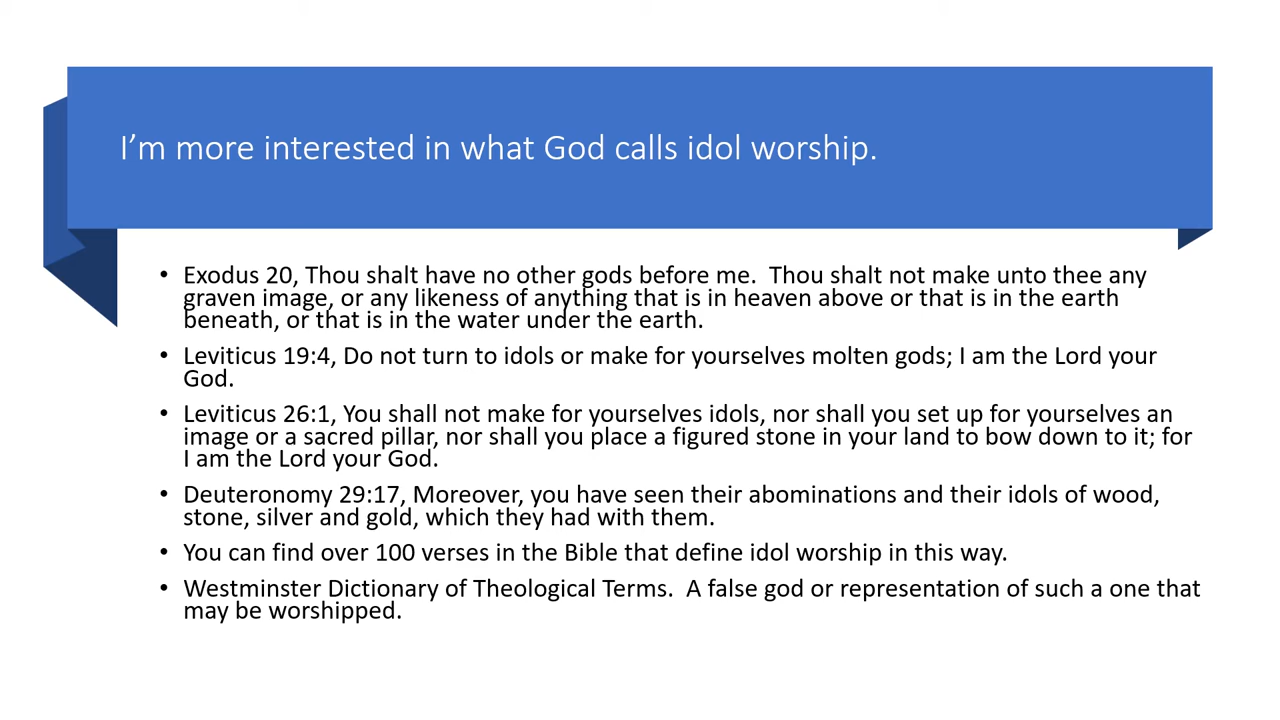 I’m more interested in what God calls idol worship.
• Exodus 20, Thou shalt have no other gods before me.  Thou shalt not make unto thee any
graven image, or any likeness of anything that is in heaven above or that is in the earth
beneath, or that is in the water under the earth.
• Leviticus 19:4, Do not turn to idols or make for yourselves molten gods; I am the Lord your
God.
• Leviticus 26:1, You shall not make for yourselves idols, nor shall you set up for yourselves an
image or a sacred pillar, nor shall you place a figured stone in your land to bow down to it; for
I am the Lord your God.
• Deuteronomy 29:17, Moreover, you have seen their abominations and their idols of wood,
stone, silver and gold, which they had with them.
• You can find over 100 verses in the Bible that define idol worship in this way.
• Westminster Dictionary of Theological Terms.  A false god or representation of such a one that
may be worshipped.